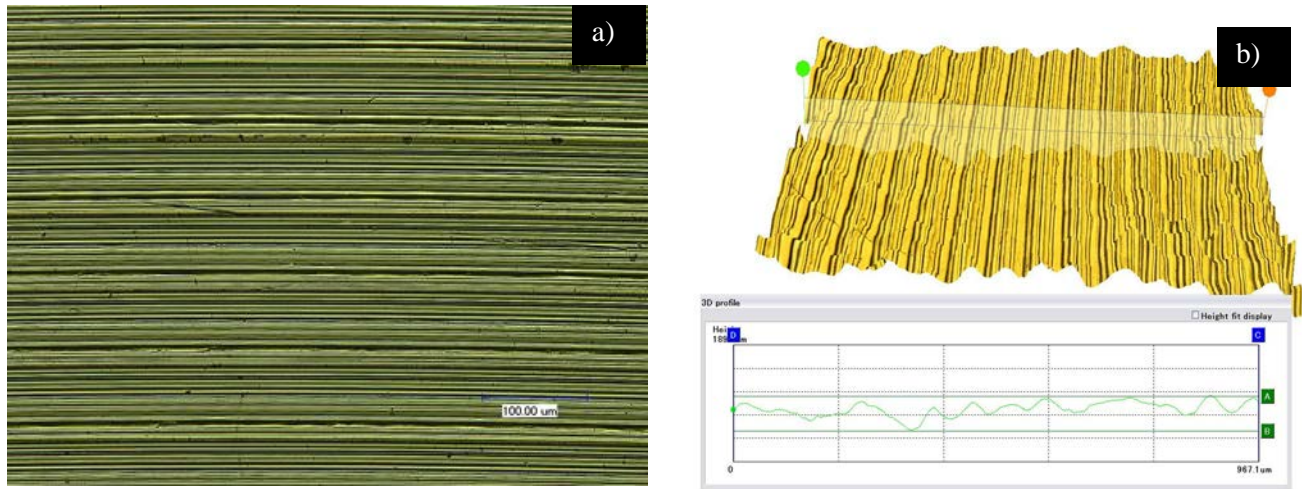 a)
100.00 um
b)
3D profile
Height fit display
D
C
A
B
0
967.1um